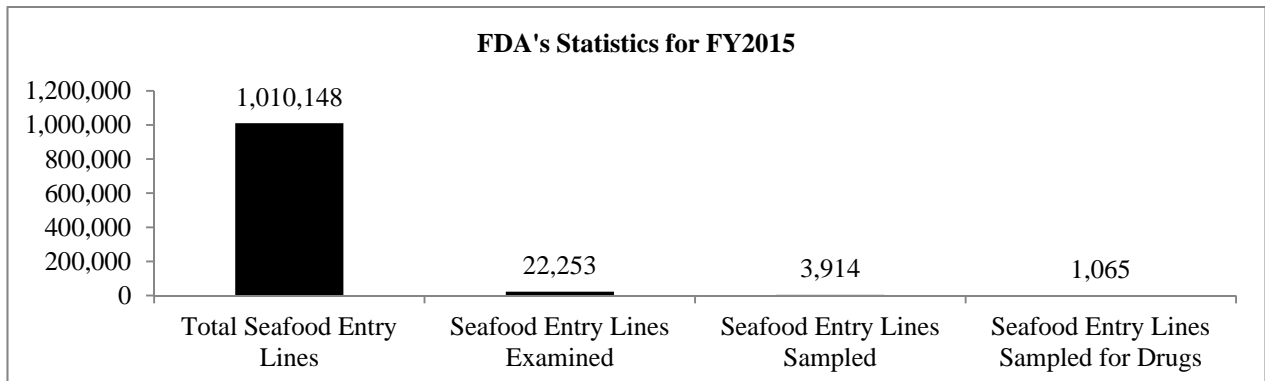 FDA's Statistics for FY2015
1,200,000
1,000,000
800,000
600,000
400,000
200,000
0
1,010,148
22,253
3,914
1,065
Total Seafood Entry
Lines
Seafood Entry Lines
Examined
Seafood Entry Lines
Sampled
Seafood Entry Lines
Sampled for Drugs